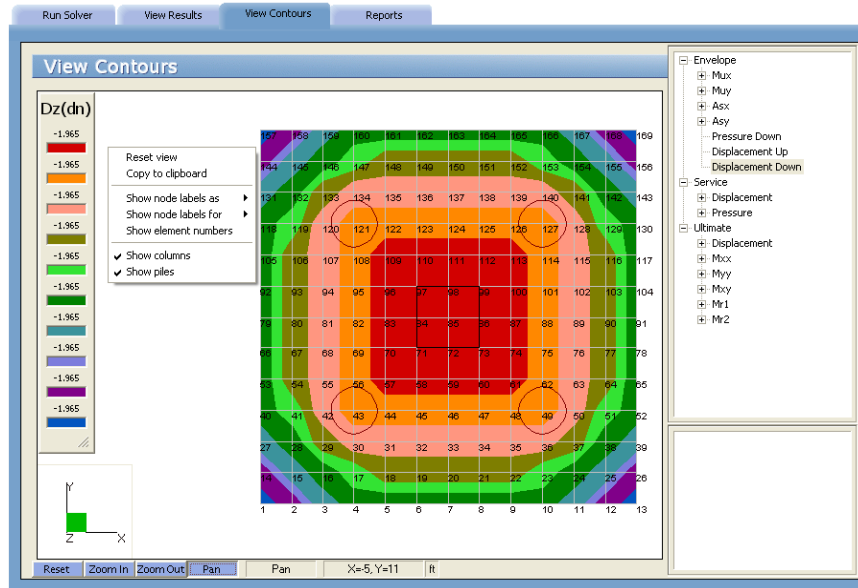 Run Solver View Results View Contours Reports
View Contours
Dz(dn)
-1.965
-1.965
-1.965
-1.965
-1.965
-1.965
-1.965
-1.965
-1.965
-1.965
Reset view
Copy to clipboard
Show node labels as
Show node labels for
Show element numbers
Show columns
Show piles
157 158 159 160 161 162 163 164 165 166 167 168 169
144 145 146 147 148 149 150 151 152 153 154 155 156
131 132 133 134 135 136 137 138 139 140 141 142 143
118 119 120 121 122 123 124 125 126 127 128 129 130
105 106 107 108 109 110 111 112 113 114 115 116 117
92 93 94 95 96 97 98 99 100 101 102 103 104
79 80 81 82 83 84 85 86 87 88 89 90 91
66 67 68 69 70 71 72 73 74 75 76 77 78
53 54 55 56 57 58 59 60 61 62 63 64 65
40 41 42 43 44 45 46 47 48 49 50 51 52
27 28 29 30 31 32 33 34 35 36 37 38 39
14 15 16 17 18 19 20 21 22 23 24 25 26
1 2 3 4 5 6 7 8 9 10 11 12 13
Y
Z X
Reset Zoom In Zoom Out Pan Pan X=-5, Y=11 ft
Envelope
Mux
Muy
Asx
Asy
Pressure Down
Displacement Up
Displacement Down
Service
Displacement
Pressure
Ultimate
Displacement
Mxx
Myy
Mxy
Mr1
Mr2